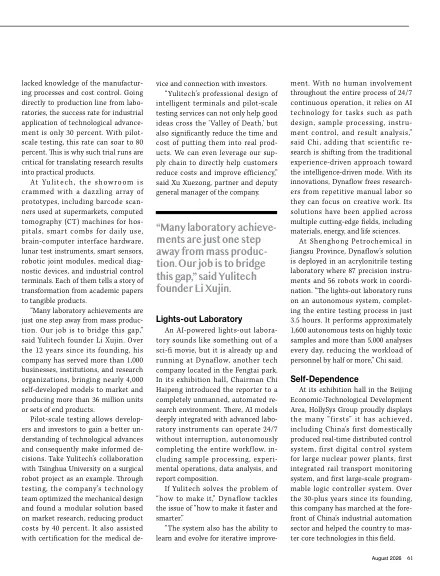 lacked knowledge of the manufactur-
ing processes and cost control. Going
directly to production line from labo-
ratories, the success rate for industrial
application of technological advance-
ment is only 30 percent. With pilot-
scale testing, this rate can soar to 80
percent. This is why such trial runs are
critical for translating research results
into practical products.
At Yulitech, the showroom is
crammed with a dazzling array of
prototypes, including barcode scan-
ners used at supermarkets, computed
tomography (CT) machines for hos-
pitals, smart combs for daily use,
brain-computer interface hardware,
lunar test instruments, smart sensors,
robotic joint modules, medical diag-
nostic devices, and industrial control
terminals. Each of them tells a story of
transformation from academic papers
to tangible products.
"Many laboratory achievements are
just one step away from mass produc-
tion. Our job is to bridge this gap,"
said Yulitech founder Li Xujin. Over
the 12 years since its founding, his
company has served more than 1,000
businesses, institutions, and research
organizations, bringing nearly 4,000
self-developed models to market and
producing more than 36 million units
or sets of end products.
Pilot-scale testing allows develop-
ers and investors to gain a better un-
derstanding of technological advances
and consequently make informed de-
cisions. Take Yulitech's collaboration
with Tsinghua University on a surgical
robot project as an example. Through
testing, the company's technology
team optimized the mechanical design
and found a modular solution based
on market research, reducing product
costs by 40 percent. It also assisted
with certification for the medical de-
vice and connection with investors.
"Yulitech's professional design of
intelligent terminals and pilot-scale
testing services can not only help good
ideas cross the 'Valley of Death,' but
also significantly reduce the time and
cost of putting them into real prod-
ucts. We can even leverage our sup-
ply chain to directly help customers
reduce costs and improve efficiency,"
said Xu Xuezong, partner and deputy
general manager of the company.
"Many laboratory achieve-
ments are just one step
away from mass produc-
tion. Our job is to bridge
this gap," said Yulitech
founder Li Xujin.
Lights-out Laboratory
An AI-powered lights-out labora-
tory sounds like something out of a
sci-fi movie, but it is already up and
running at Dynaflow, another tech
company located in the Fengtai park.
In its exhibition hall, Chairman Chi
Haipeng introduced the reporter to a
completely unmanned, automated re-
search environment. There, AI models
deeply integrated with advanced labo-
ratory instruments can operate 24/7
without interruption, autonomously
completing the entire workflow, in-
cluding sample processing, experi-
mental operations, data analysis, and
report composition.
If Yulitech solves the problem of
"how to make it," Dynaflow tackles
the issue of "how to make it faster and
smarter."
"The system also has the ability to
learn and evolve for iterative improve-
ment. With no human involvement
throughout the entire process of 24/7
continuous operation, it relies on AI
technology for tasks such as path
design, sample processing, instru-
ment control, and result analysis,"
said Chi, adding that scientific re-
search is shifting from the traditional
experience-driven approach toward
the intelligence-driven mode. With its
innovations, Dynaflow frees research-
ers from repetitive manual labor so
they can focus on creative work. Its
solutions have been applied across
multiple cutting-edge fields, including
materials, energy, and life sciences.
At Shenghong Petrochemical in
Jiangsu Province, Dynaflow's solution
is deployed in an acrylonitrile testing
laboratory where 87 precision instru-
ments and 56 robots work in coordi-
nation. "The lights-out laboratory runs
on an autonomous system, complet-
ing the entire testing process in just
3.5 hours. It performs approximately
1,600 autonomous tests on highly toxic
samples and more than 5,000 analyses
every day, reducing the workload of
personnel by half or more," Chi said.
Self-Dependence
At its exhibition hall in the Beijing
Economic-Technological Development
Area, HollySys Group proudly displays
the many "firsts" it has achieved,
including China's first domestically
produced real-time distributed control
system, first digital control system
for large nuclear power plants, first
integrated rail transport monitoring
system, and first large-scale program-
mable logic controller system. Over
the 30-plus years since its founding,
this company has marched at the fore-
front of China's industrial automation
sector and helped the country to mas-
ter core technologies in this field.
August 2026 61